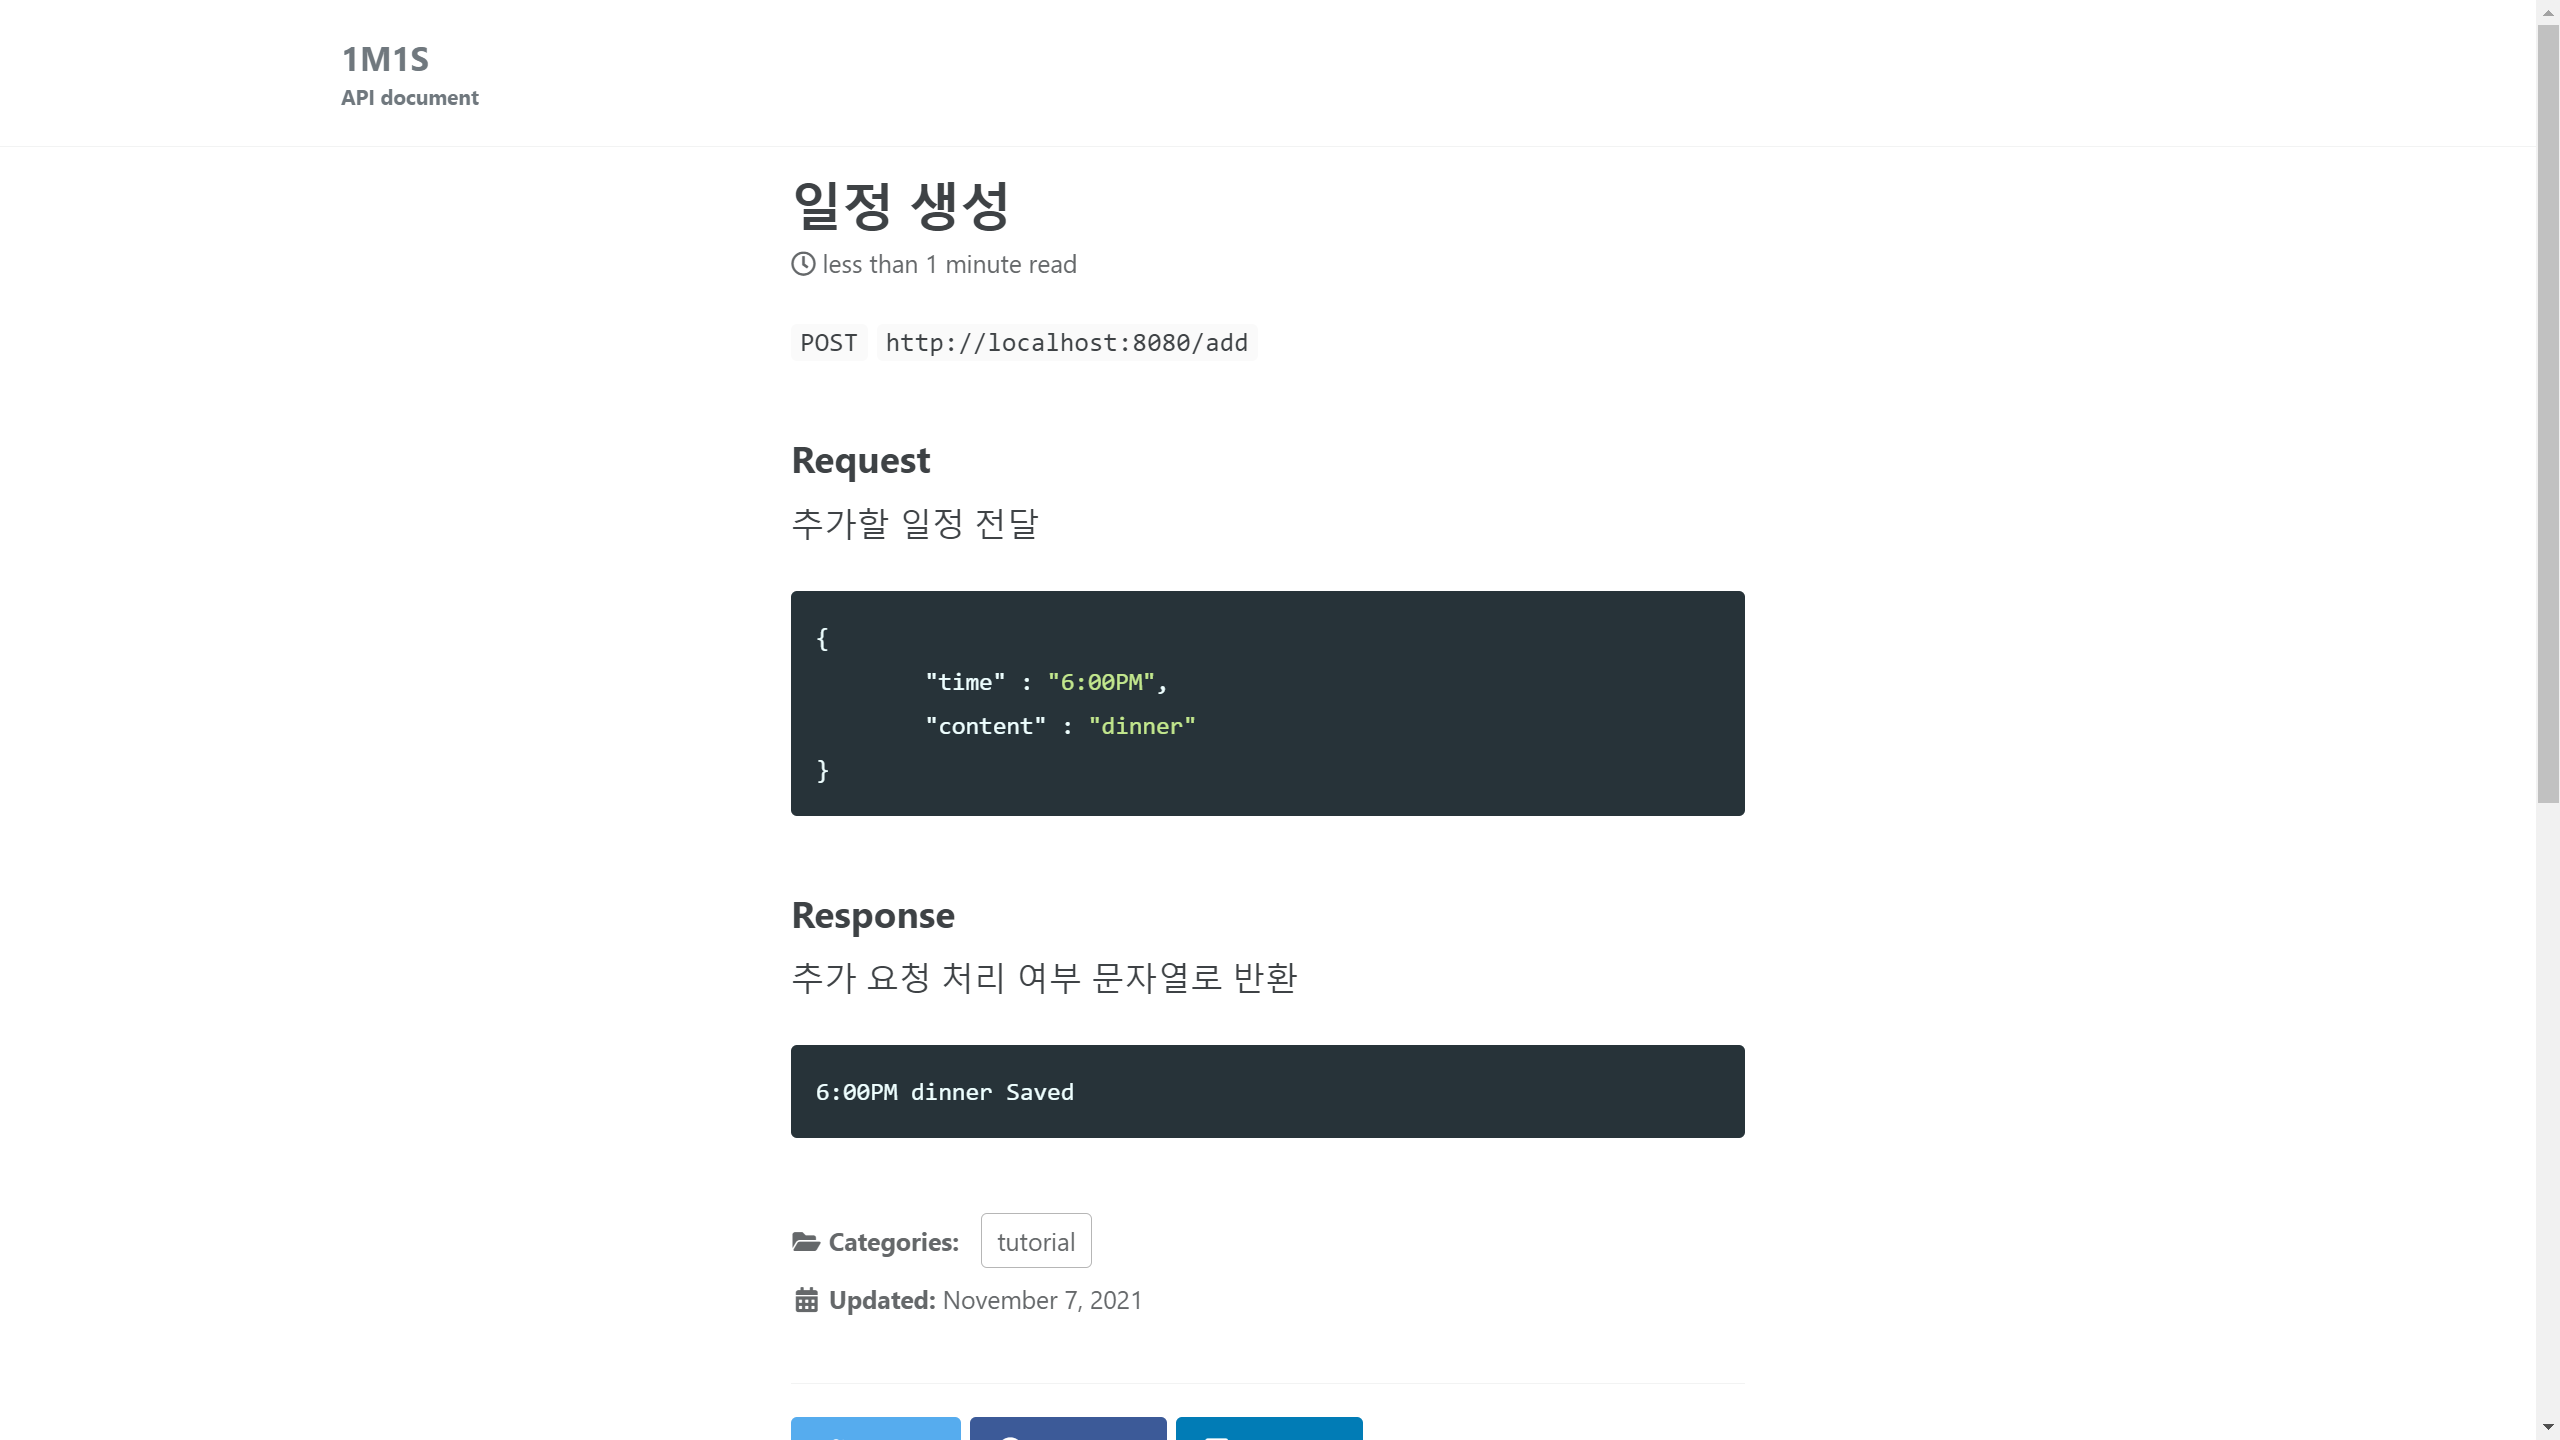 1M1S
API document
일정 생성
less than 1 minute read
POST http://localhost:8080/add
Request
추가할 일정 전달
{
"time" : "6:00PM",
"content" : "dinner"
}
Response
추가 요청 처리 여부 문자열로 반환
6:00PM dinner Saved
Categories: tutorial
Updated: November 7, 2021